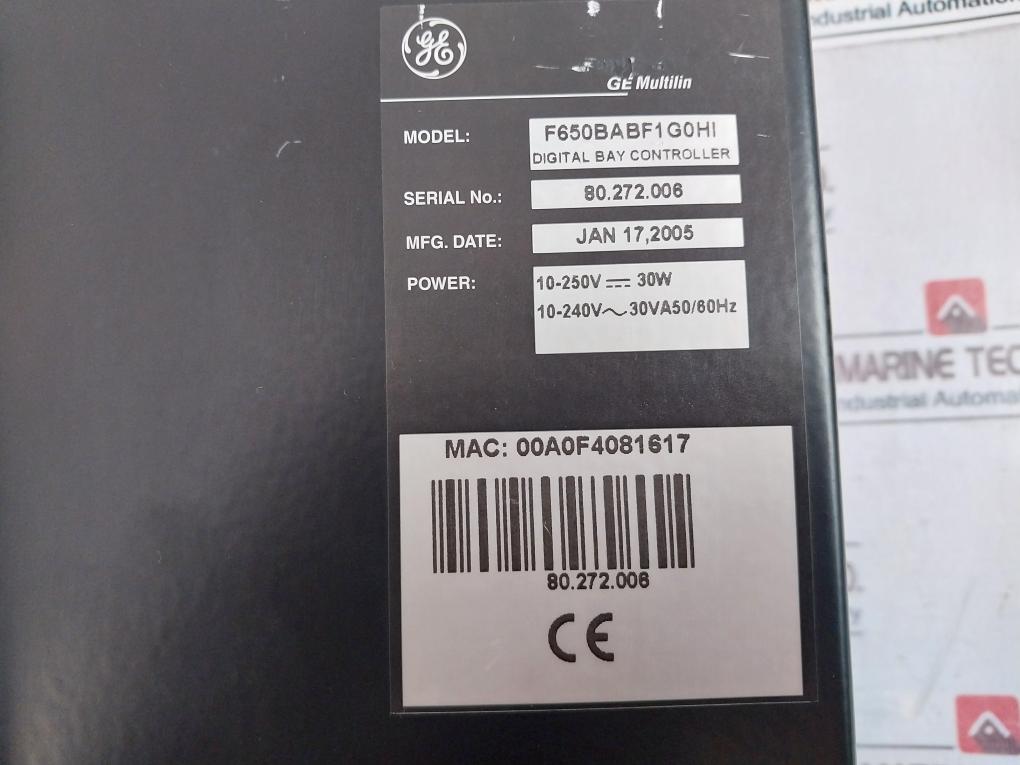 GE
GE Multilin
MODEL: F650BABF1G0HI
DIGITAL BAY CONTROLLER
SERIAL No.: 80.272.006
MFG. DATE: JAN 17,2005
POWER: 10-250V ⎓ 30W
10-240V∼30VA50/60Hz
MAC: 00A0F4081617
80.272.006
CE
Industrial Automation
MARINE TEC
Industrial Automa